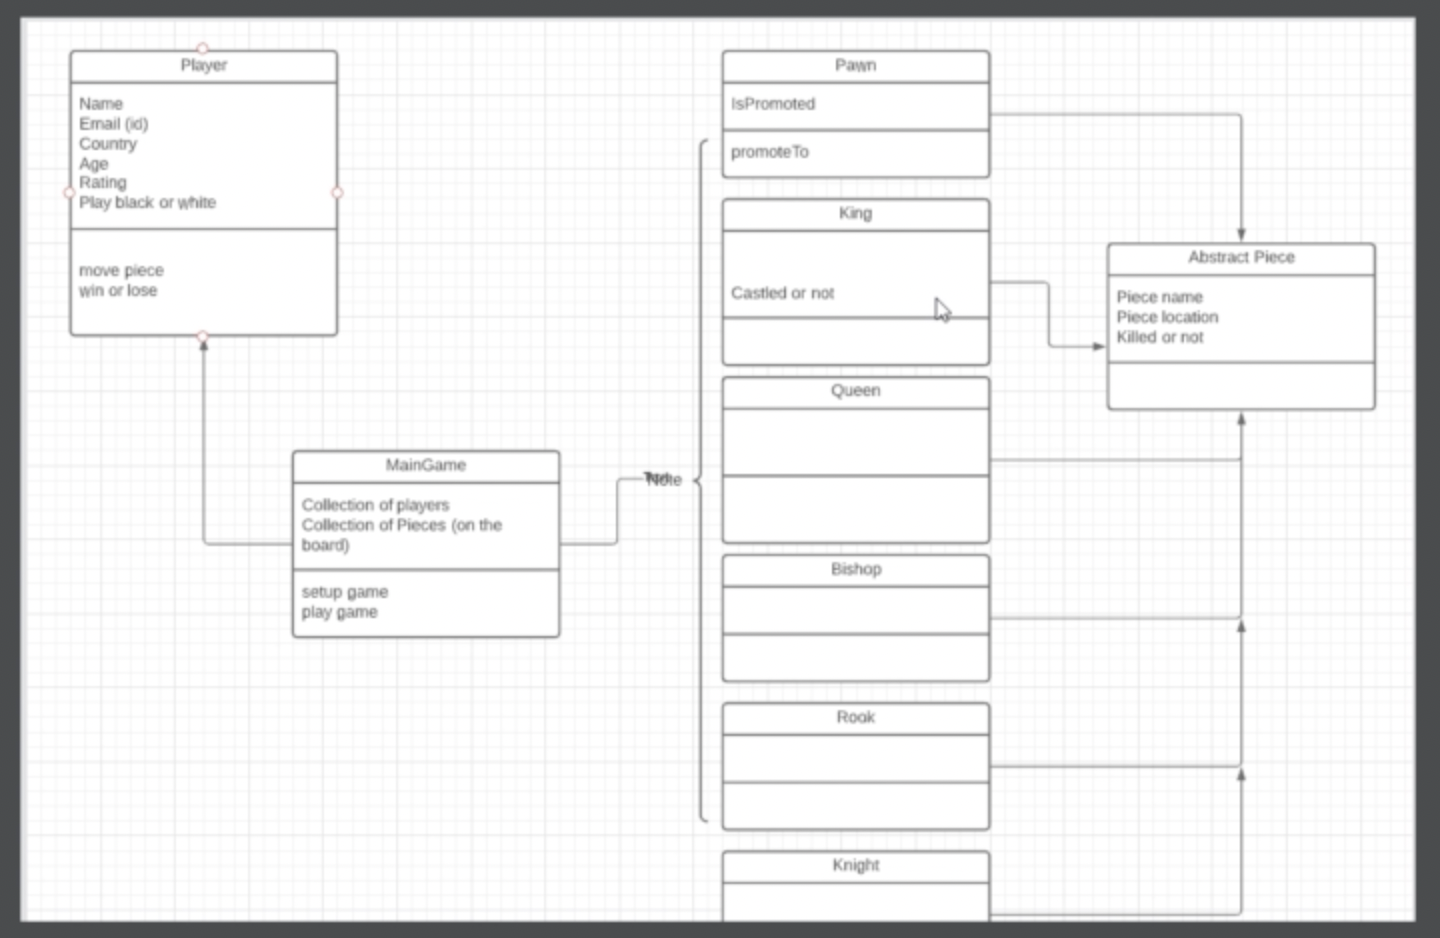 Player
Name
Email (id)
Country
Age
Rating
Play black or white
move piece
win or lose
MainGame
Collection of players
Collection of Pieces (on the
board)
setup game
play game
Note
Pawn
IsPromoted
promoteTo
King
Castled or not
Queen
Bishop
Rook
Knight
Abstract Piece
Piece name
Piece location
Killed or not